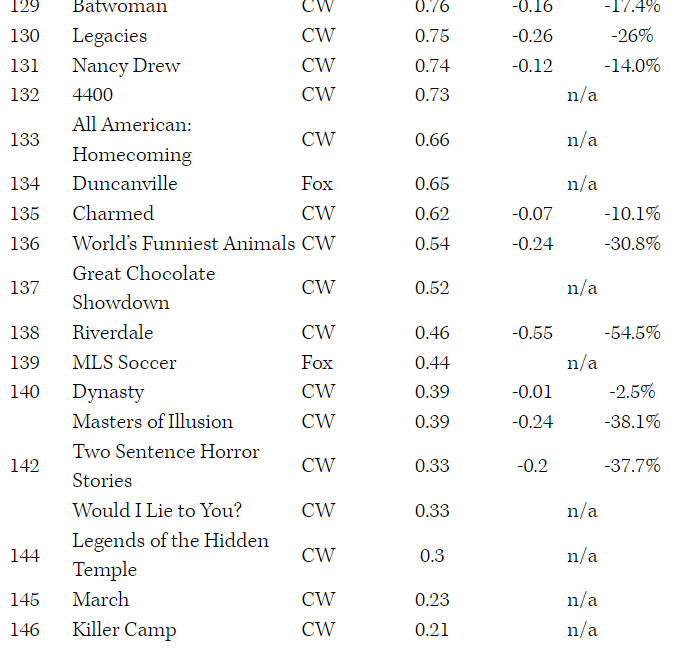 129 Batwoman CW 0.76 -0.16 -17.4%
130 Legacies CW 0.75 -0.26 -26%
131 Nancy Drew CW 0.74 -0.12 -14.0%
132 4400 CW 0.73 n/a
All American:
133 CW 0.66 n/a
Homecoming
134 Duncanville Fox 0.65 n/a
135 Charmed CW 0.62 -0.07 -10.1%
136 World’s Funniest Animals CW 0.54 -0.24 -30.8%
Great Chocolate
137 CW 0.52 n/a
Showdown
138 Riverdale CW 0.46 -0.55 -54.5%
139 MLS Soccer Fox 0.44 n/a
140 Dynasty CW 0.39 -0.01 -2.5%
Masters of Illusion CW 0.39 -0.24 -38.1%
Two Sentence Horror
142 CW 0.33 -0.2 -37.7%
Stories
Would I Lie to You? CW 0.33 n/a
Legends of the Hidden
144 CW 0.3 n/a
Temple
145 March CW 0.23 n/a
146 Killer Camp CW 0.21 n/a